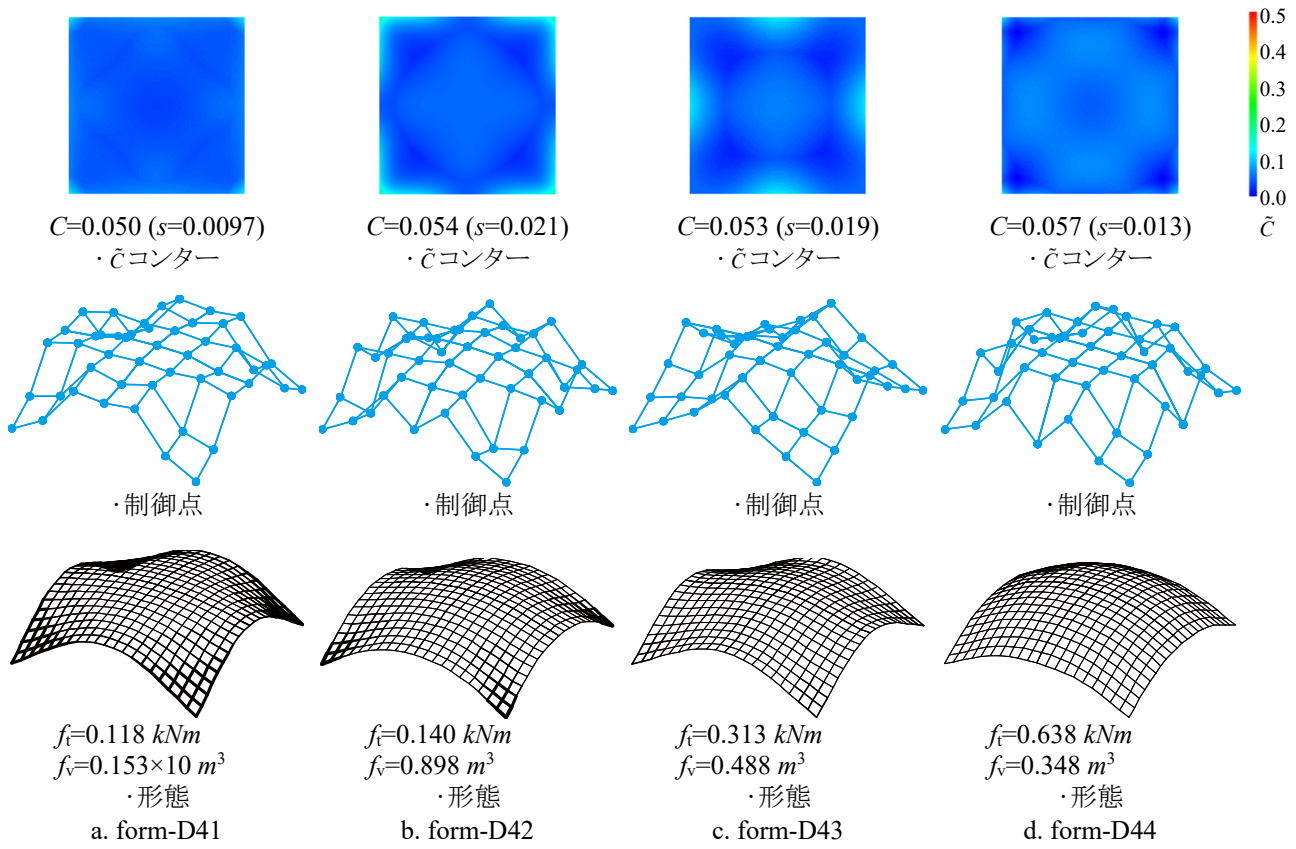 0.5
0.4
0.3
0.2
0.1
0.0
C̃
C=0.050 (s=0.0097)
· C̃コンター
C=0.054 (s=0.021)
· C̃コンター
C=0.053 (s=0.019)
· C̃コンター
C=0.057 (s=0.013)
· C̃コンター
·制御点
·制御点
·制御点
·制御点
ft=0.118 kNm
fv=0.153×10 m³
·形態
a. form-D41
ft=0.140 kNm
fv=0.898 m³
·形態
b. form-D42
ft=0.313 kNm
fv=0.488 m³
·形態
c. form-D43
ft=0.638 kNm
fv=0.348 m³
·形態
d. form-D44